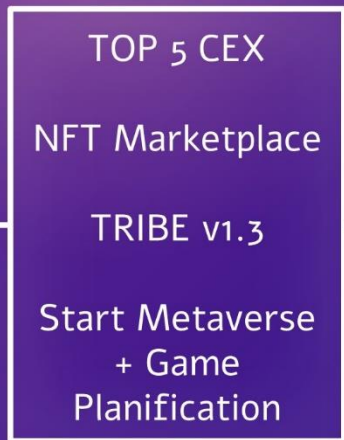 TOP 5 CEX
NFT Marketplace
TRIBE v1.3
Start Metaverse
+ Game
Planification